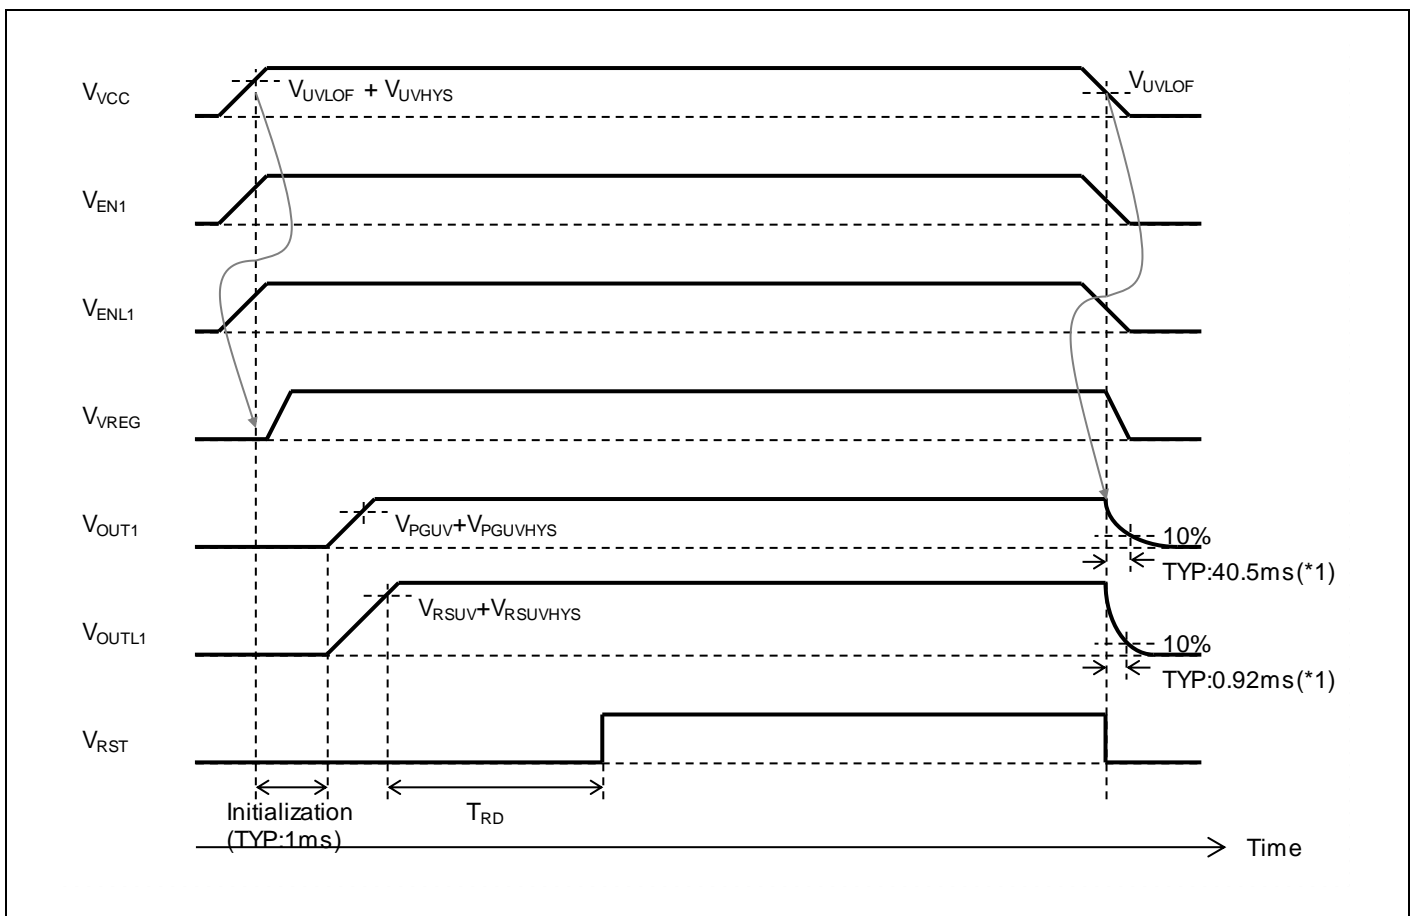 VVCC
VUVLOF + VUVHYS
VUVLOF
VEN1
VENL1
VVREG
VOUT1
VPGUV+VPGUVHYS
10%
TYP:40.5ms(*1)
VOUTL1
VRSUV+VRSUVHYS
10%
TYP:0.92ms(*1)
VRST
Initialization
(TYP:1ms)
TRD
Time